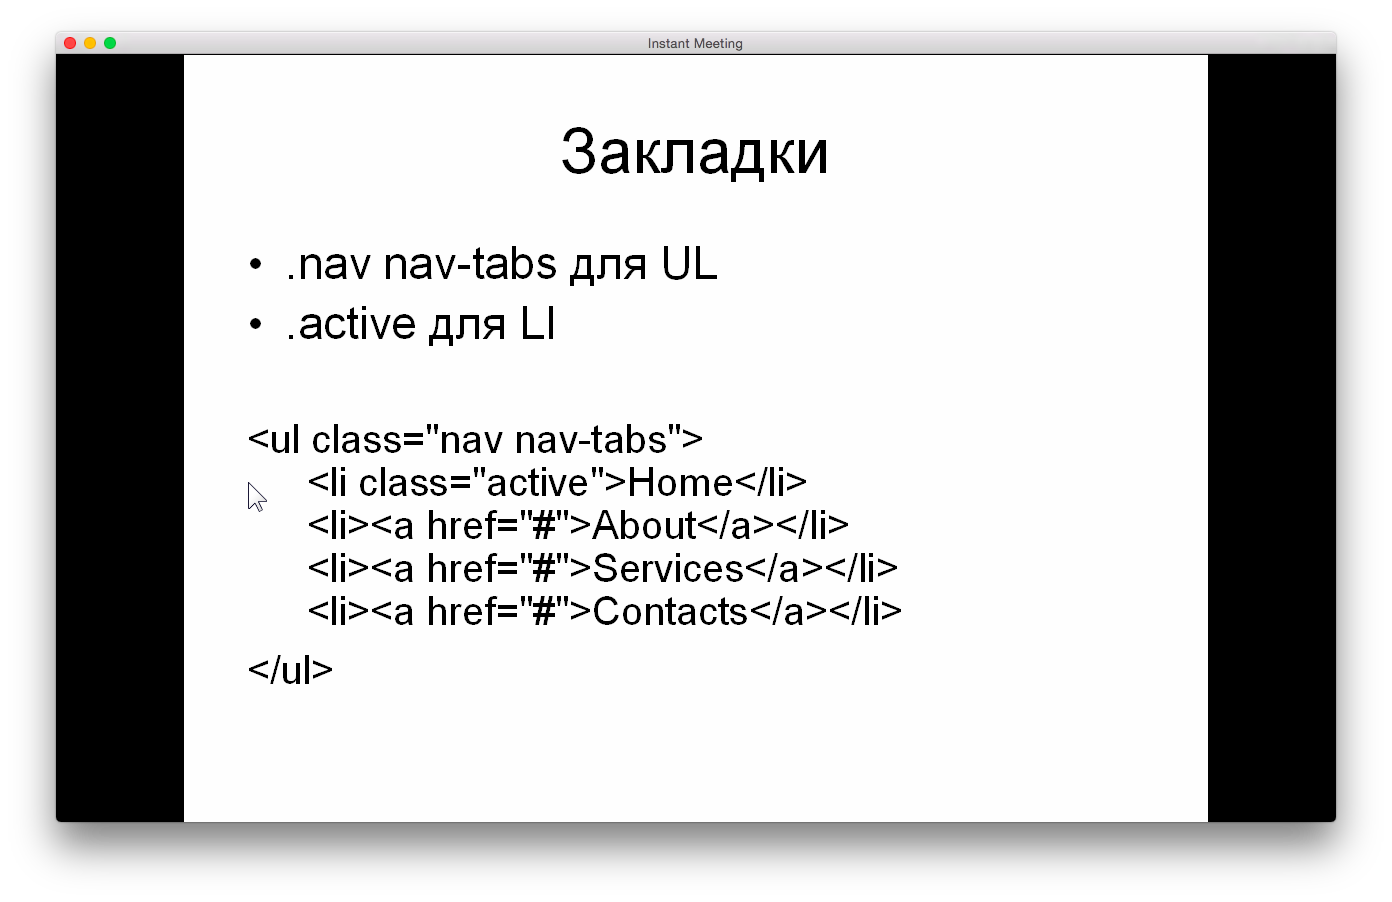 Instant Meeting
Закладки
• .nav nav-tabs для UL
• .active для LI
<ul class="nav nav-tabs">
<li class="active">Home</li>
<li><a href="#">About</a></li>
<li><a href="#">Services</a></li>
<li><a href="#">Contacts</a></li>
</ul>